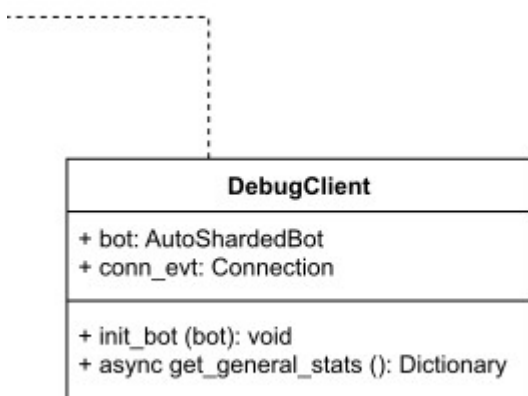 DebugClient
+ bot: AutoShardedBot
+ conn_evt: Connection
+ init_bot (bot): void
+ async get_general_stats (): Dictionary